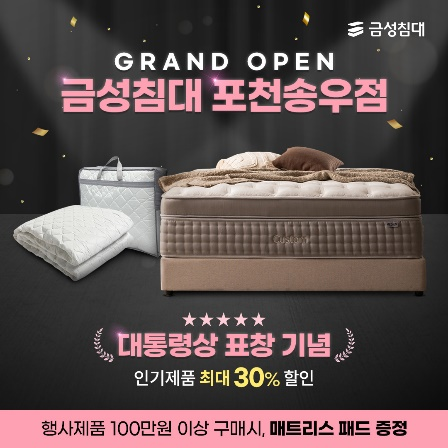 금성침대
GRAND OPEN
금성침대 포천송우점
대통령상 표창 기념
인기제품 최대 30% 할인
행사제품 100만원 이상 구매시, 매트리스 패드 증정